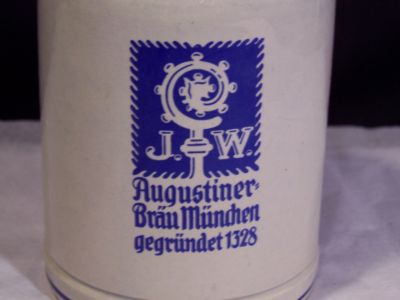 J. W.
Augustiner-
Bräu München
gegründet 1328